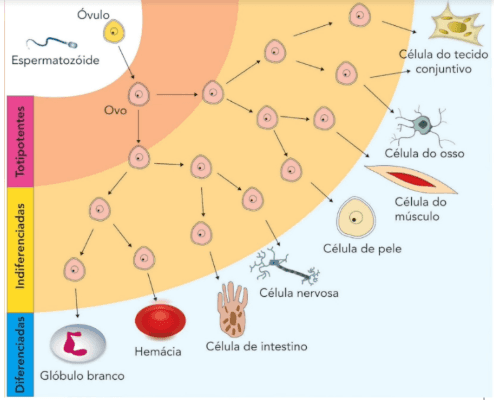 Óvulo
Espermatozóide
Ovo
Totipotentes
Indiferenciadas
Diferenciadas
Célula do tecido
conjuntivo
Célula do osso
Célula do
músculo
Célula de pele
Célula nervosa
Célula de intestino
Hemácia
Glóbulo branco